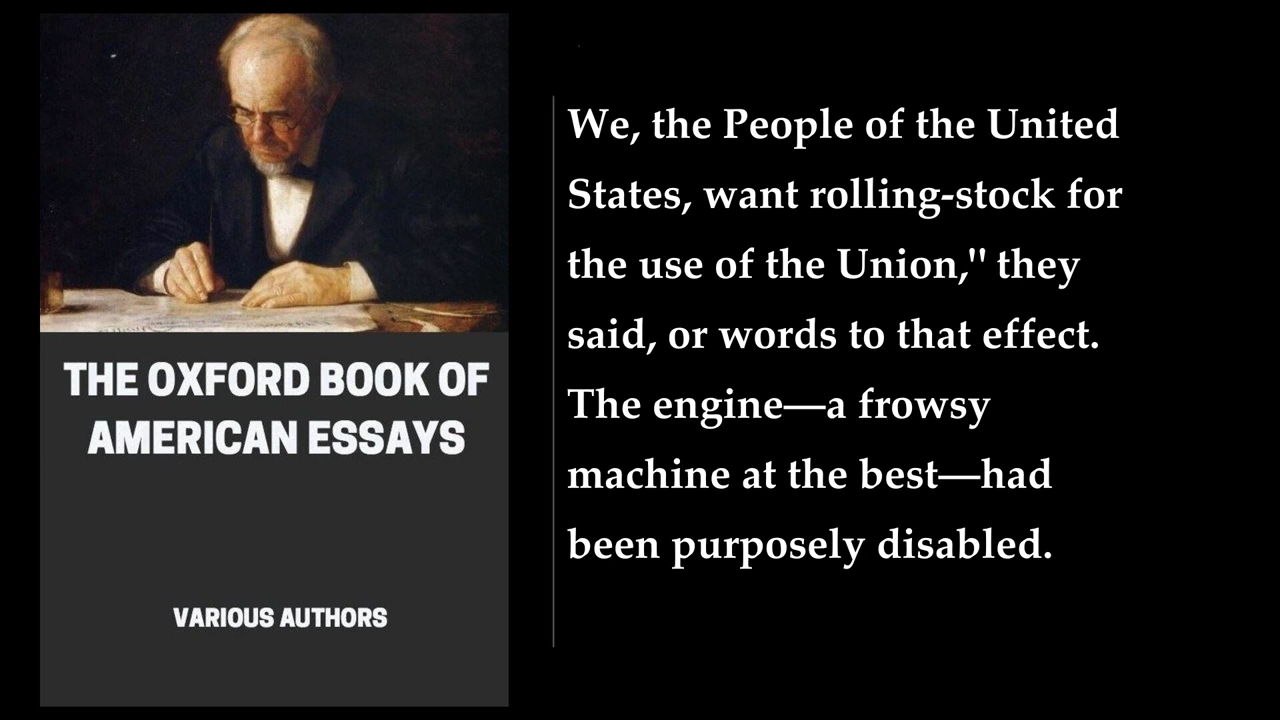 THE OXFORD BOOK OF
AMERICAN ESSAYS
VARIOUS AUTHORS
We, the People of the United
States, want rolling-stock for
the use of the Union," they
said, or words to that effect.
The engine—a frowsy
machine at the best—had
been purposely disabled.